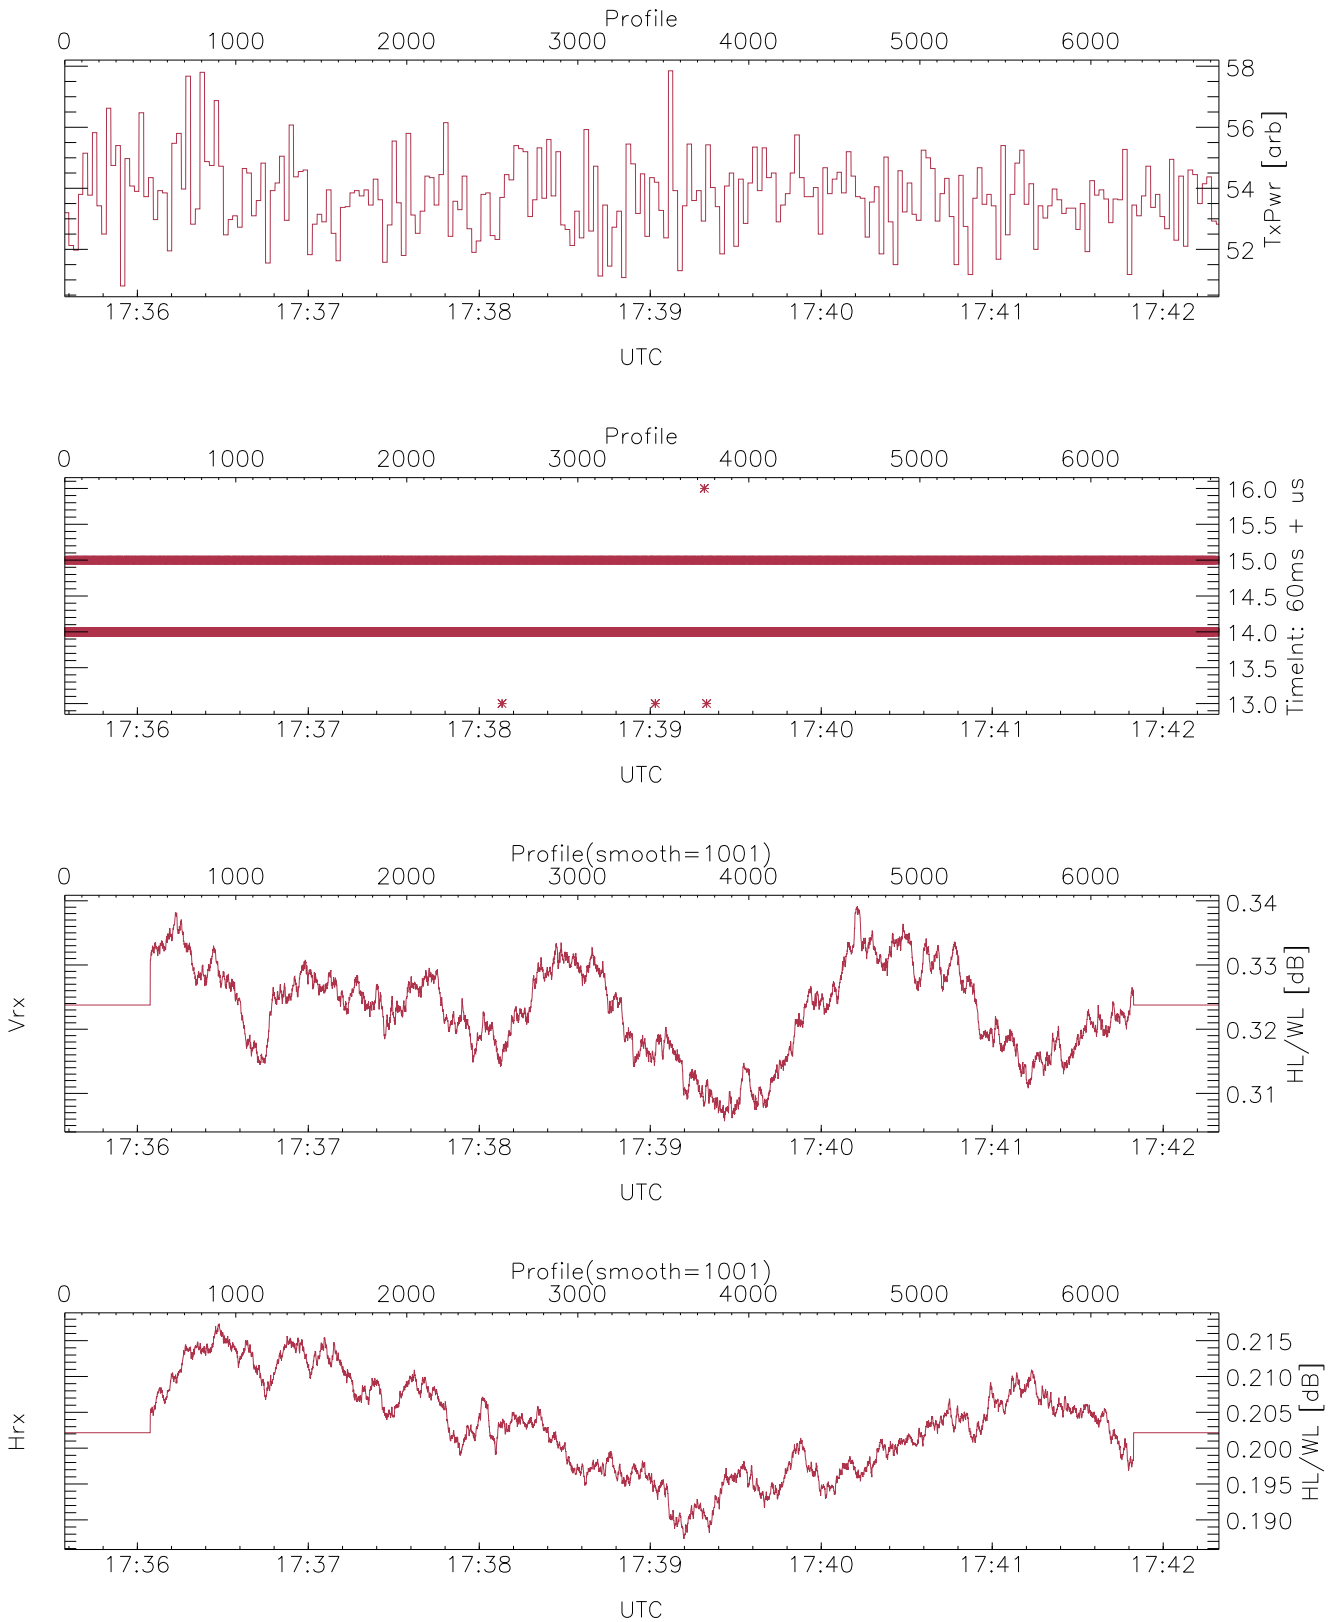 Profile
0 1000 2000 3000 4000 5000 6000
58
56
54
52
TxPwr [arb]
17:36 17:37 17:38 17:39 17:40 17:41 17:42
UTC
Profile
0 1000 2000 3000 4000 5000 6000
16.0
15.5
15.0
14.5
14.0
13.5
13.0
TimeInt: 60ms + us
17:36 17:37 17:38 17:39 17:40 17:41 17:42
UTC
Profile(smooth=1001)
0 1000 2000 3000 4000 5000 6000
Vrx
0.34
0.33
0.32
0.31
HL/WL [dB]
17:36 17:37 17:38 17:39 17:40 17:41 17:42
UTC
Profile(smooth=1001)
0 1000 2000 3000 4000 5000 6000
Hrx
0.215
0.210
0.205
0.200
0.195
0.190
HL/WL [dB]
17:36 17:37 17:38 17:39 17:40 17:41 17:42
UTC